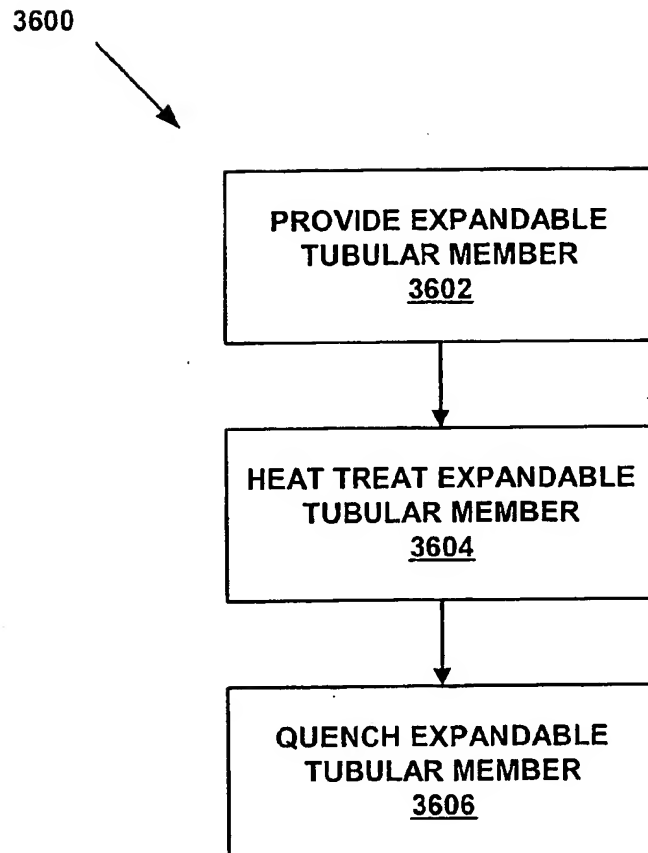 3600
PROVIDE EXPANDABLE
TUBULAR MEMBER
3602
HEAT TREAT EXPANDABLE
TUBULAR MEMBER
3604
QUENCH EXPANDABLE
TUBULAR MEMBER
3606